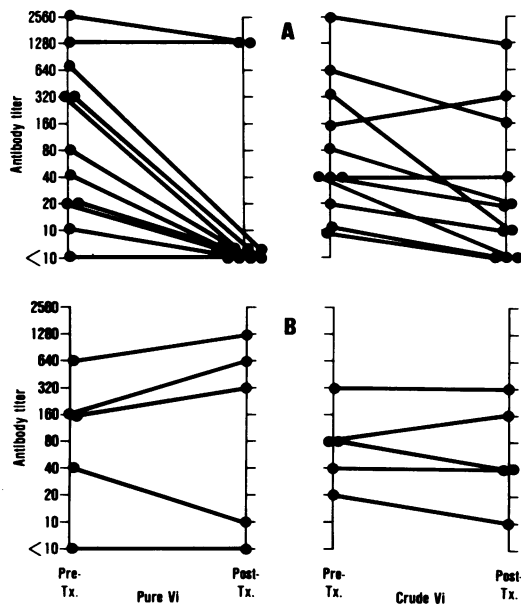 2560
1280
640
320
160
80
40
20
10
<10
Antibody titer
A
2560
1280
640
320
160
80
40
20
10
<10
Antibody titer
B
Pre-
Tx.
Pure Vi
Post-
Tx.
Pre-
Tx.
Crude Vi
Post-
Tx.